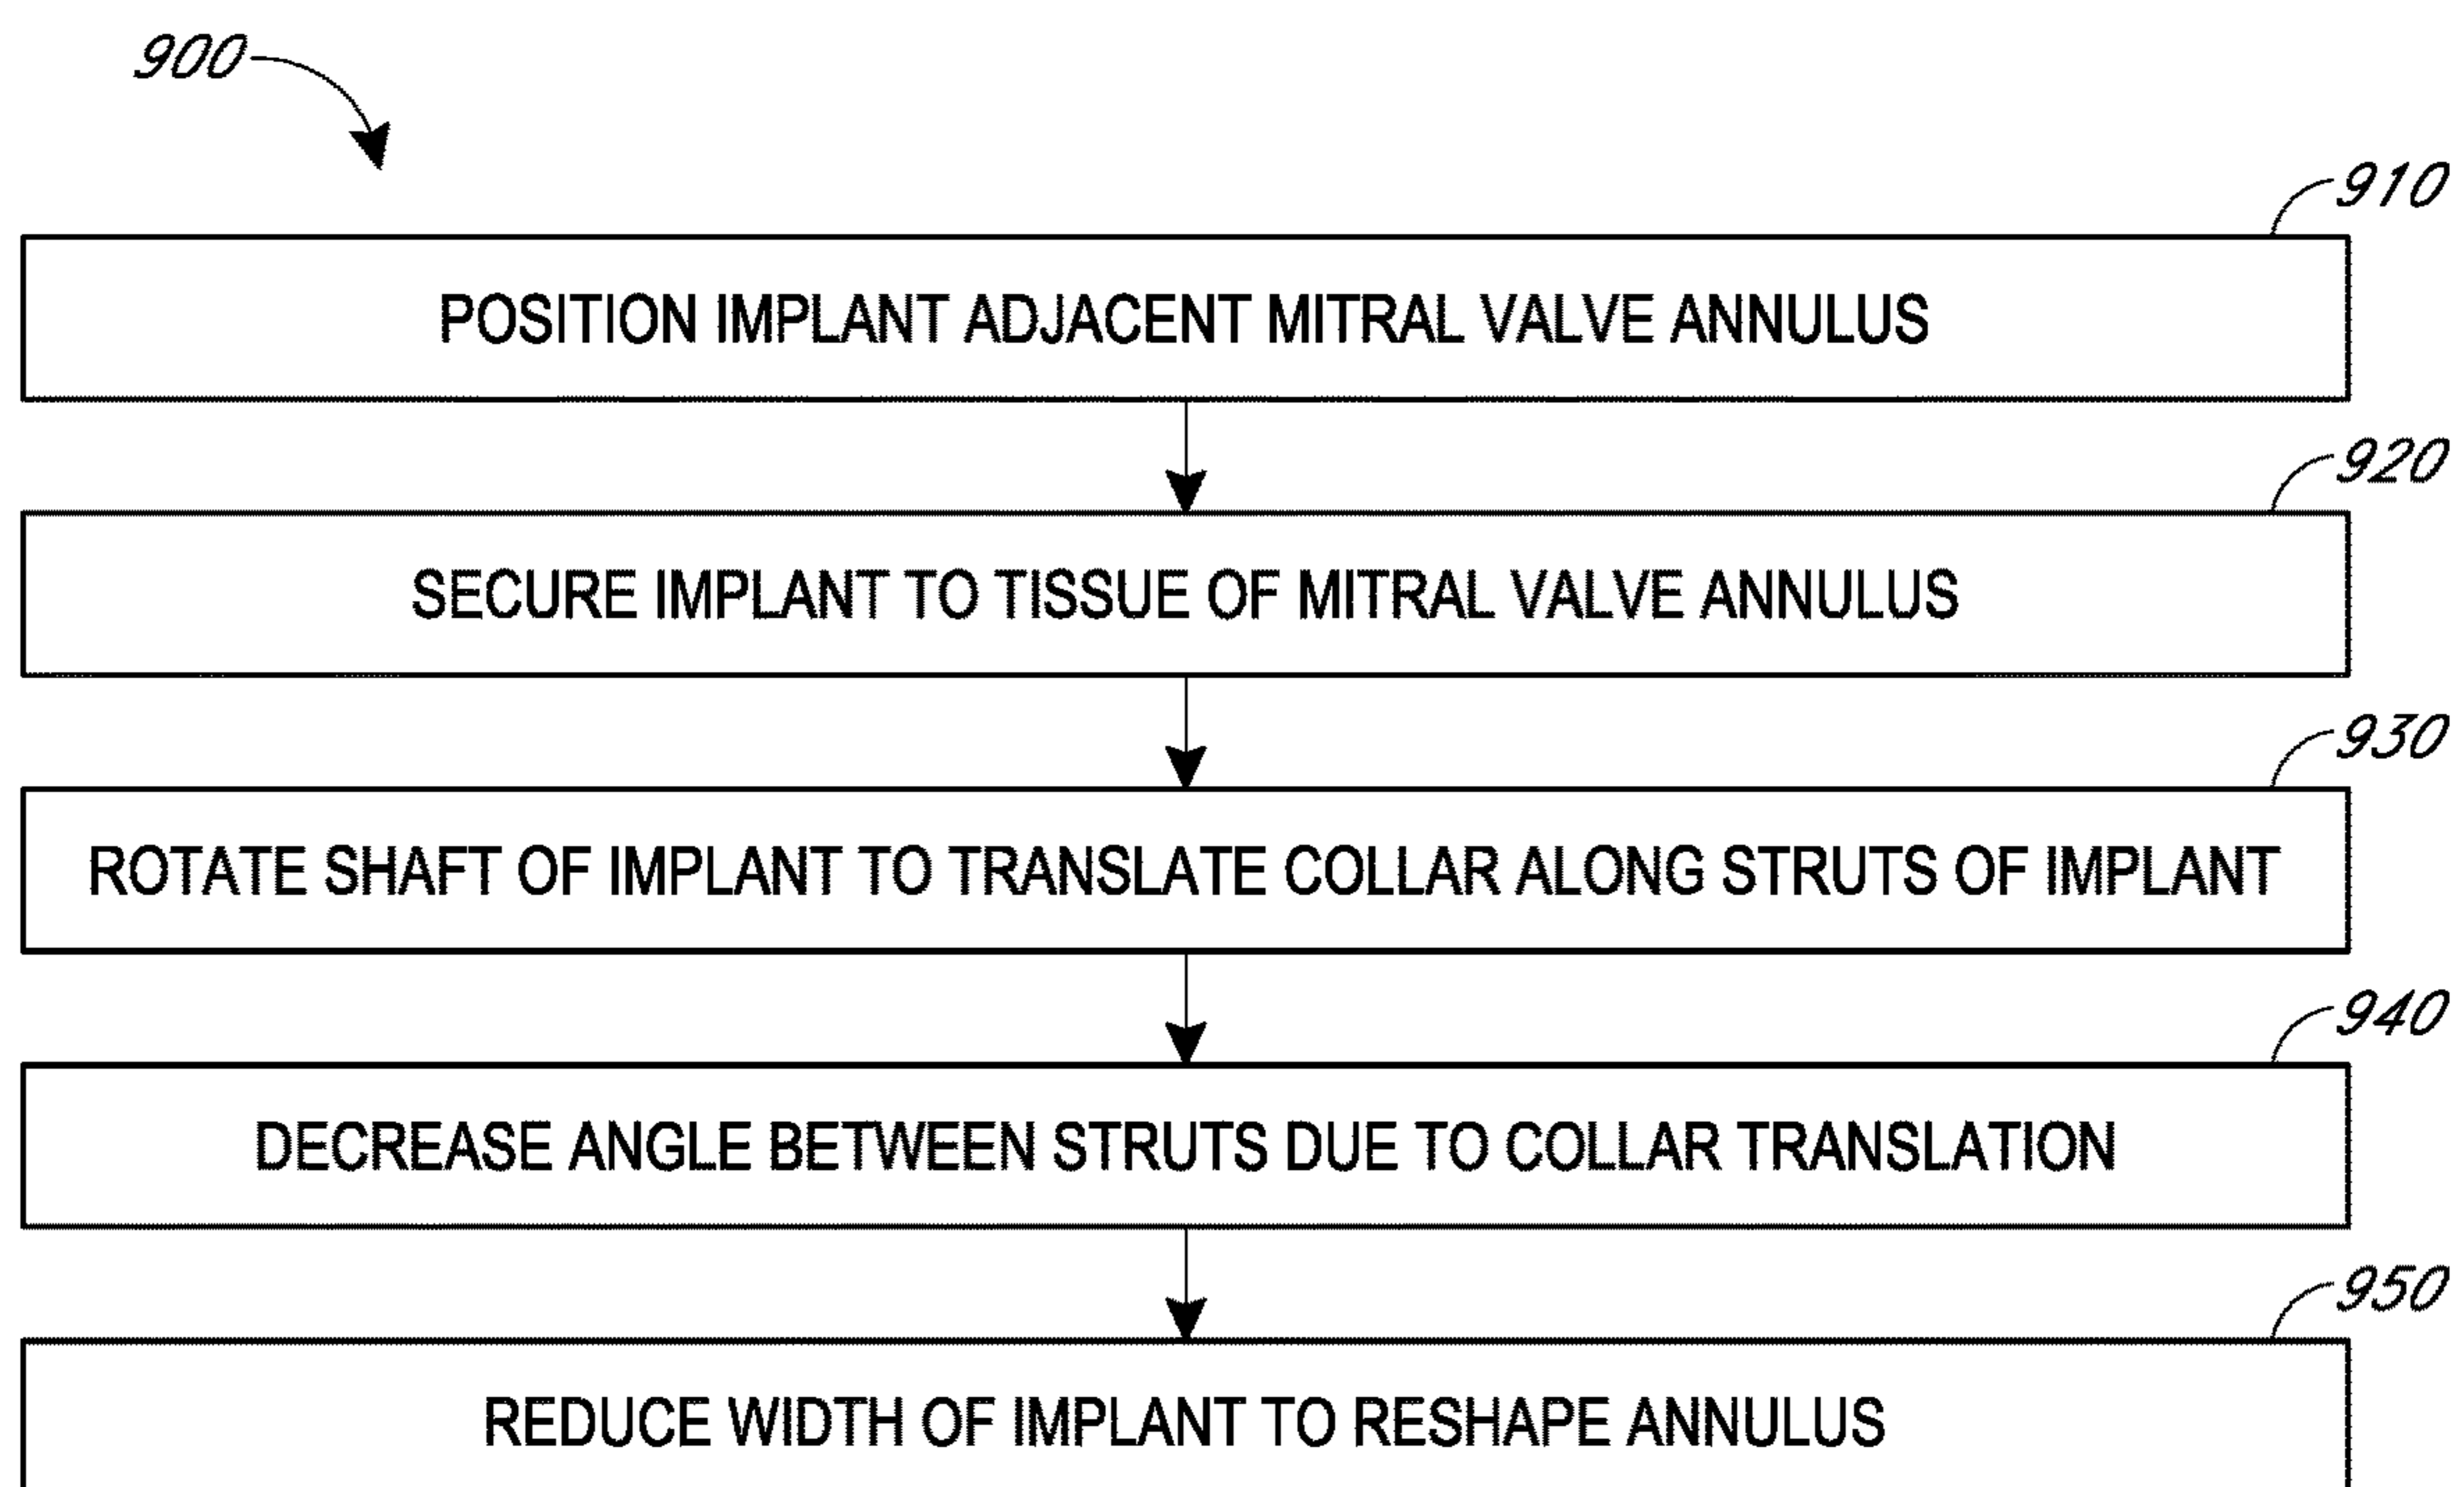 900
910
POSITION IMPLANT ADJACENT MITRAL VALVE ANNULUS
920
SECURE IMPLANT TO TISSUE OF MITRAL VALVE ANNULUS
930
ROTATE SHAFT OF IMPLANT TO TRANSLATE COLLAR ALONG STRUTS OF IMPLANT
940
DECREASE ANGLE BETWEEN STRUTS DUE TO COLLAR TRANSLATION
950
REDUCE WIDTH OF IMPLANT TO RESHAPE ANNULUS